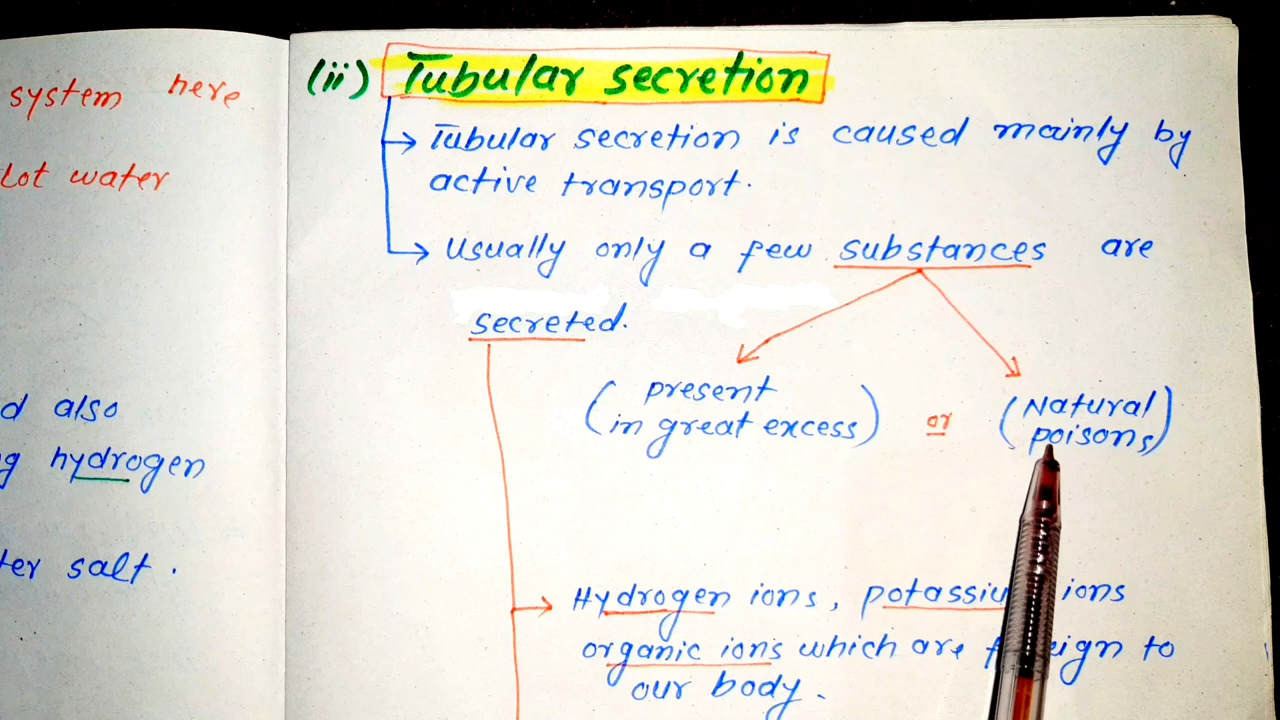 system here
lot water
d also
g hydrogen
ter salt.
(ii) Tubular secretion
Tubular secretion is caused mainly by
active transport.
Usually only a few substances are
secreted.
(present
in great excess) or (Natural
poisons)
Hydrogen ions, ions
organic ions which are to
our body.